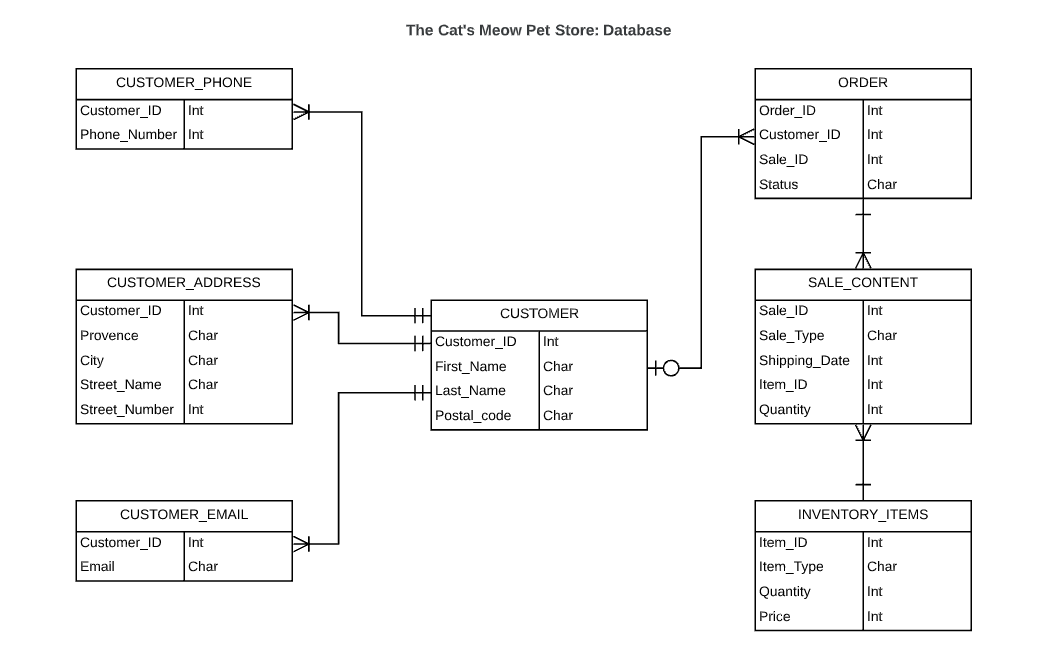 The Cat's Meow Pet Store: Database
CUSTOMER_PHONE
Customer_ID Int
Phone_Number Int
CUSTOMER_ADDRESS
Customer_ID Int
Provence Char
City Char
Street_Name Char
Street_Number Int
CUSTOMER_EMAIL
Customer_ID Int
Email Char
CUSTOMER
Customer_ID Int
First_Name Char
Last_Name Char
Postal_code Char
ORDER
Order_ID Int
Customer_ID Int
Sale_ID Int
Status Char
SALE_CONTENT
Sale_ID Int
Sale_Type Char
Shipping_Date Int
Item_ID Int
Quantity Int
INVENTORY_ITEMS
Item_ID Int
Item_Type Char
Quantity Int
Price Int